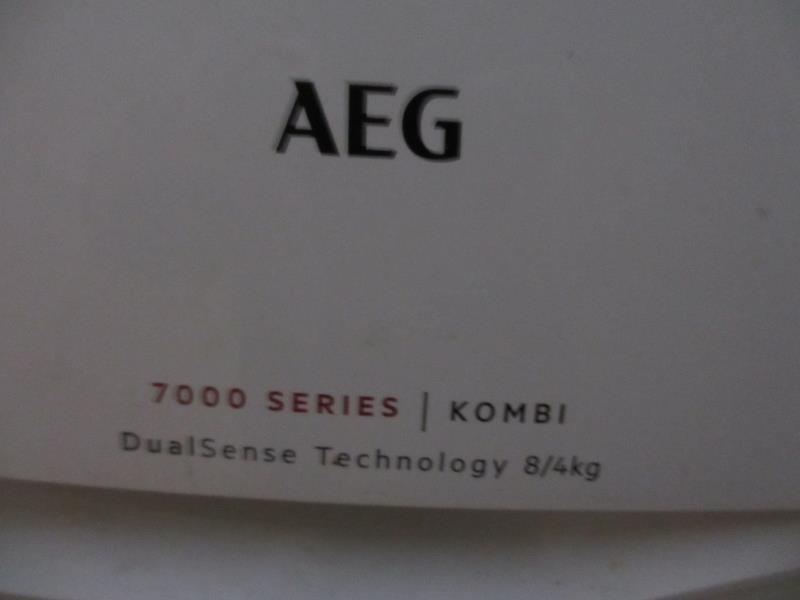 AEG
7000 SERIES | KOMBI
DualSense Technology 8/4kg